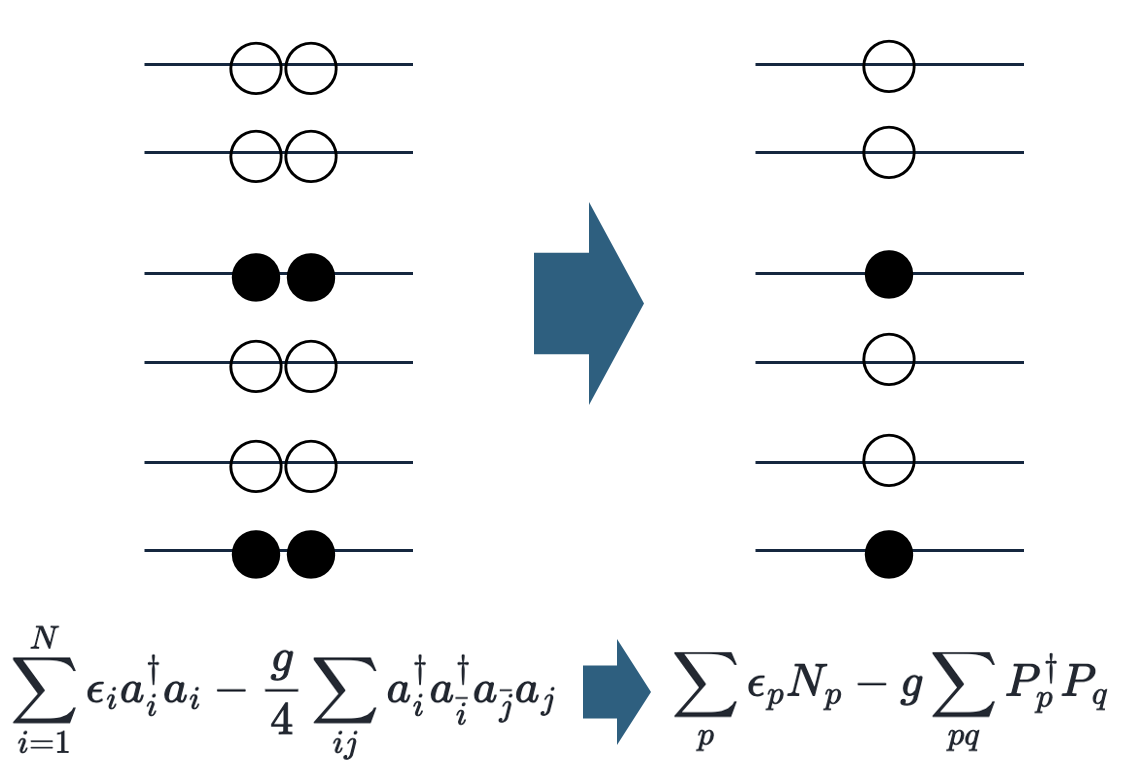 $\sum_{i=1}^{N} \epsilon_i a_i^\dagger a_i - \frac{g}{4} \sum_{ij} a_i^\dagger a_{\bar{i}}^\dagger a_{\bar{j}} a_j$ $\sum_{p} \epsilon_p N_p - g \sum_{pq} P_p^\dagger P_q$